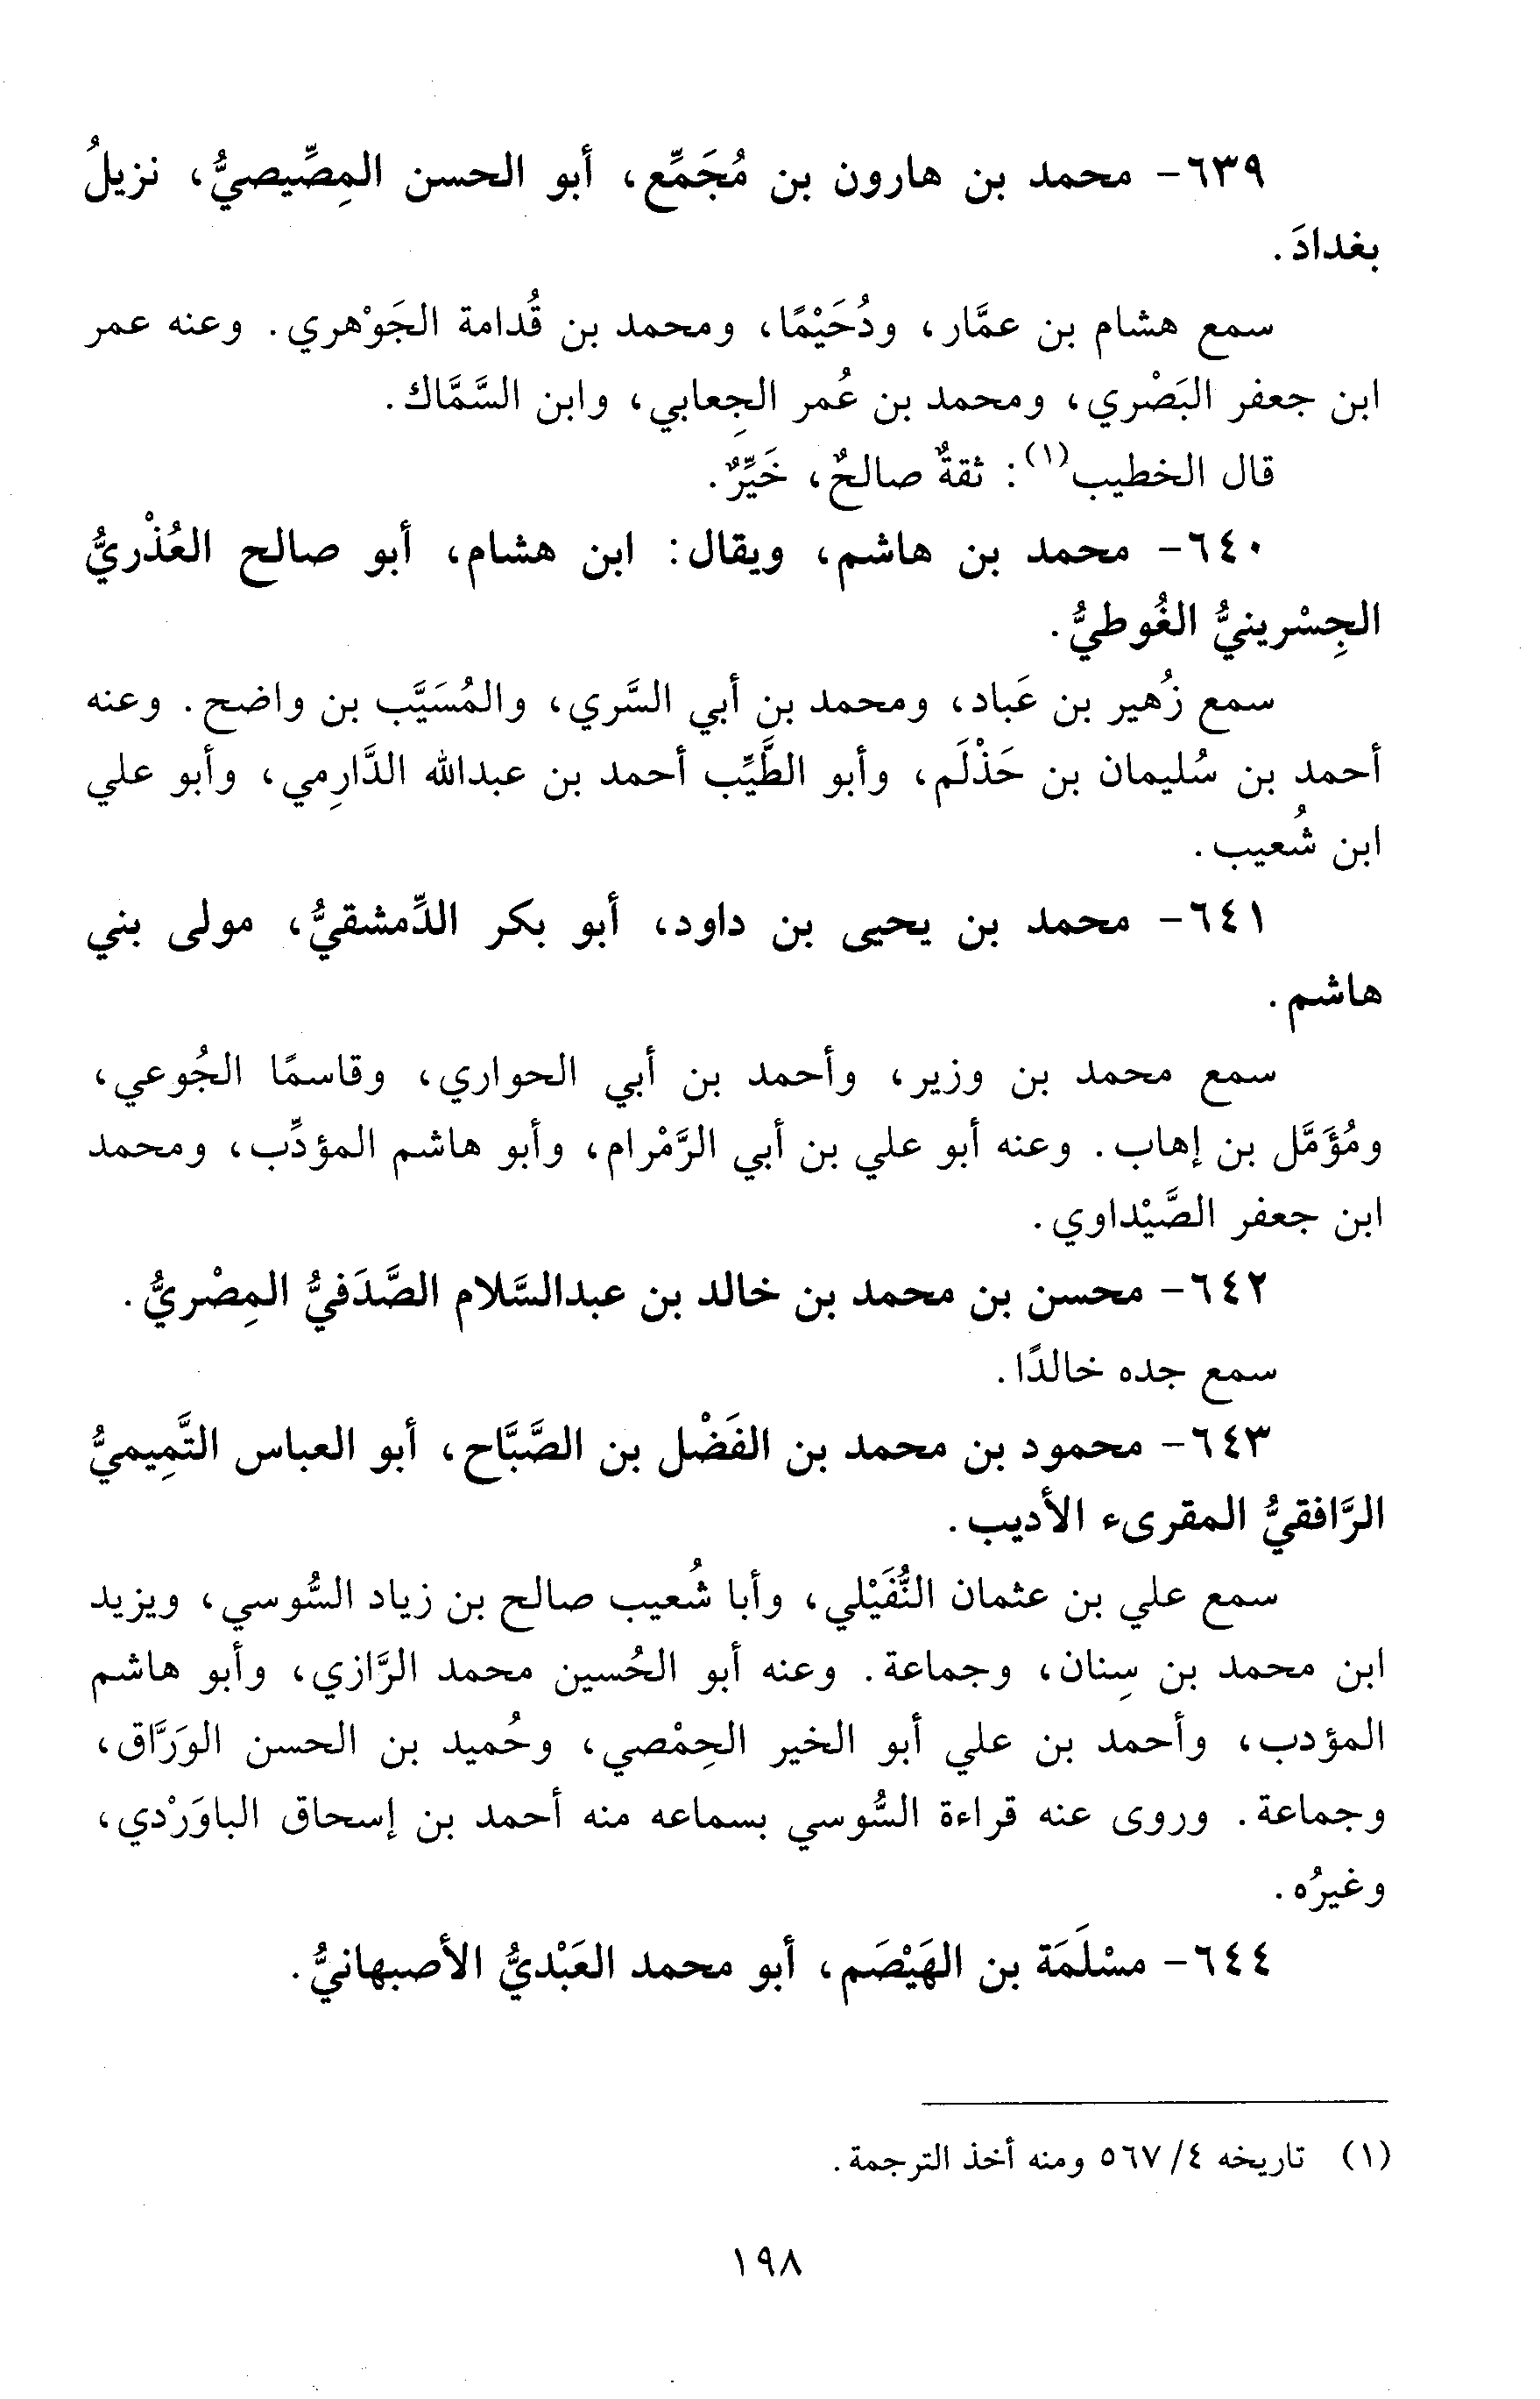 ٦٣٩- محمد بن هارون بن مُجَمِّع، أبو الحسن المِصِّيصيُّ، نزيلُ
بغدادَ.
سمع هشام بن عمَّار، ودُحَيْمًا، ومحمد بن قُدامة الجَوْهري. وعنه عمر
ابن جعفر البَصْري، ومحمد بن عُمر الجِعابي، وابن السَّمَّاك.
قال الخطيب(١): ثقةٌ صالحٌ، خَيِّرٌ.
٦٤٠- محمد بن هاشم، ويقال: ابن هشام، أبو صالح العُذْريُّ
الجِسْرينيُّ الغُوطيُّ.
سمع زُهير بن عَباد، ومحمد بن أبي السَّري، والمُسَيَّب بن واضح. وعنه
أحمد بن سُليمان بن حَذْلَم، وأبو الطَّيِّب أحمد بن عبدالله الدَّارِمي، وأبو علي
ابن شُعيب.
٦٤١- محمد بن يحيى بن داود، أبو بكر الدِّمشقيُّ، مولى بني
هاشم.
سمع محمد بن وزير، وأحمد بن أبي الحواري، وقاسمًا الجُوعي،
ومُؤَمَّل بن إهاب. وعنه أبو علي بن أبي الرَّمْرام، وأبو هاشم المؤدِّب، ومحمد
ابن جعفر الصَّيْداوي.
٦٤٢- محسن بن محمد بن خالد بن عبدالسَّلام الصَّدَفيُّ المِصْريُّ.
سمع جده خالدًا.
٦٤٣- محمود بن محمد بن الفَضْل بن الصَّبَّاح، أبو العباس التَّمِيميُّ
الرَّافقيُّ المقرىء الأديب.
سمع علي بن عثمان النُّفَيْلي، وأبا شُعيب صالح بن زياد السُّوسي، ويزيد
ابن محمد بن سِنان، وجماعة. وعنه أبو الحُسين محمد الرَّازي، وأبو هاشم
المؤدب، وأحمد بن علي أبو الخير الحِمْصي، وحُميد بن الحسن الورَّاق،
وجماعة. وروى عنه قراءة السُّوسي بسماعه منه أحمد بن إسحاق الباوَرْدي،
وغيرُه.
٦٤٤- مسْلَمَة بن الهَيْصَم، أبو محمد العَبْديُّ الأصبهانيُّ.
(١) تاريخه ٤/ ٥٦٧ ومنه أخذ الترجمة.
١٩٨